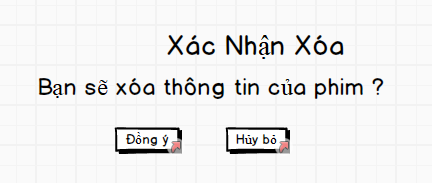 Xác Nhận Xóa
Bạn sẽ xóa thông tin của phim ?
Đồng ý
Hủy bỏ